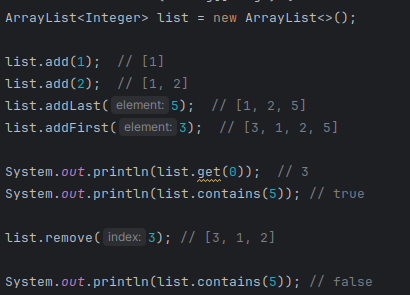 ArrayList<Integer> list = new ArrayList<>();
list.add(1);  // [1]
list.add(2);  // [1, 2]
list.addLast( element: 5);  // [1, 2, 5]
list.addFirst( element: 3);  // [3, 1, 2, 5]
System.out.println(list.get(0));  // 3
System.out.println(list.contains(5)); // true
list.remove( index: 3); // [3, 1, 2]
System.out.println(list.contains(5)); // false